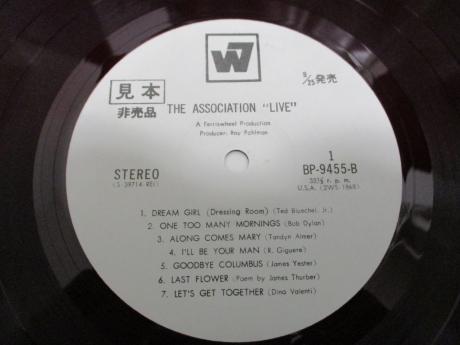 W7
見本
非売品
8/25発売
THE ASSOCIATION "LIVE"
A Ferriswheel Production
Producer: Ray Pohlman
STEREO
(S-39714-RE1)
1
BP-9455-B
33⅓ r. p. m.
U.S.A. (2WS-1868)
1. DREAM GIRL (Dressing Room) (Ted Bluechel, Jr.)
2. ONE TOO MANY MORNINGS (Bob Dylan)
3. ALONG COMES MARY (Tandyn Almer)
4. I'LL BE YOUR MAN (R. Giguere)
5. GOODBYE COLUMBUS (James Yester)
6. LAST FLOWER (Poem by James Thurber)
7. LET'S GET TOGETHER (Dino Valenti)